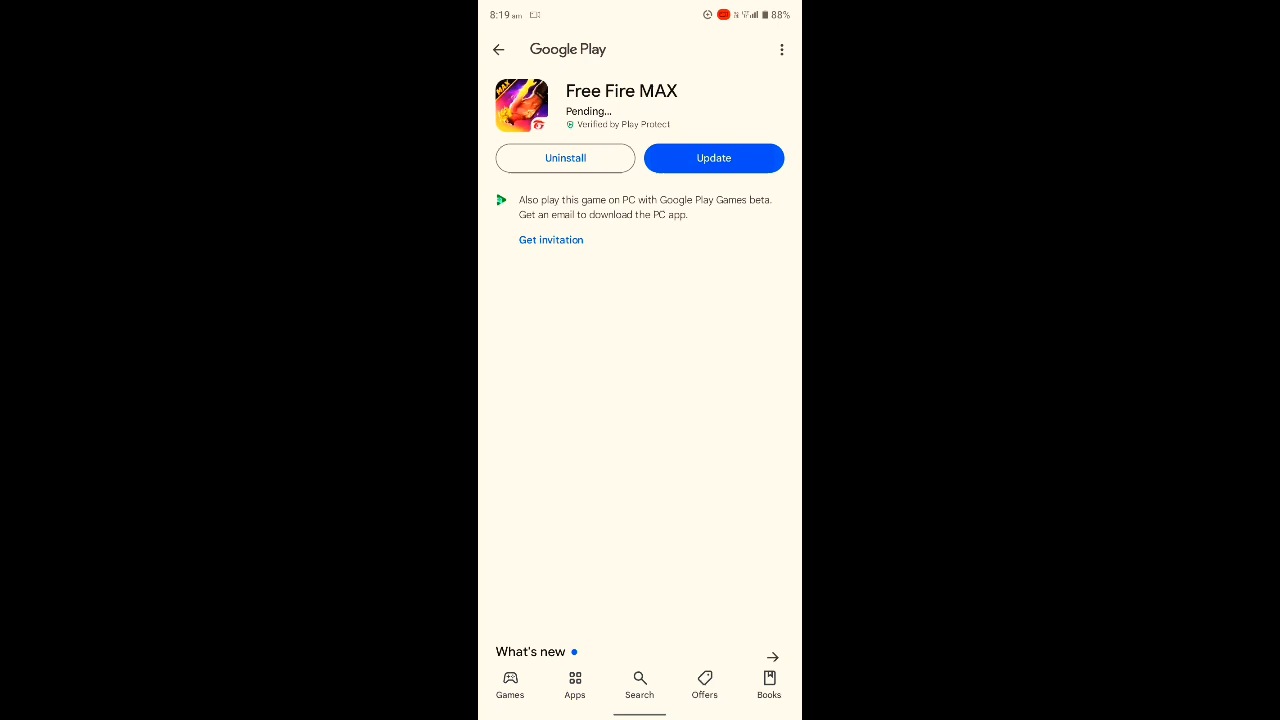 8:19 am 88%
Google Play
MAX
Free Fire MAX
Pending...
Verified by Play Protect
Uninstall Update
Also play this game on PC with Google Play Games beta.
Get an email to download the PC app.
Get invitation
What's new
Games Apps Search Offers Books